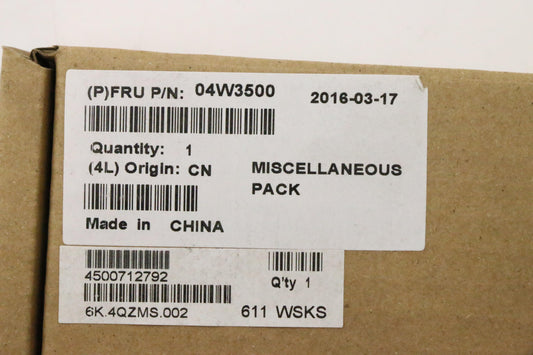 (P)FRU P/N: 04W3500 2016-03-17
Quantity: 1
(4L) Origin: CN MISCELLANEOUS
PACK
Made in CHINA
4500712792 Q'ty 1
6K.4QZMS.002 611 WSKS